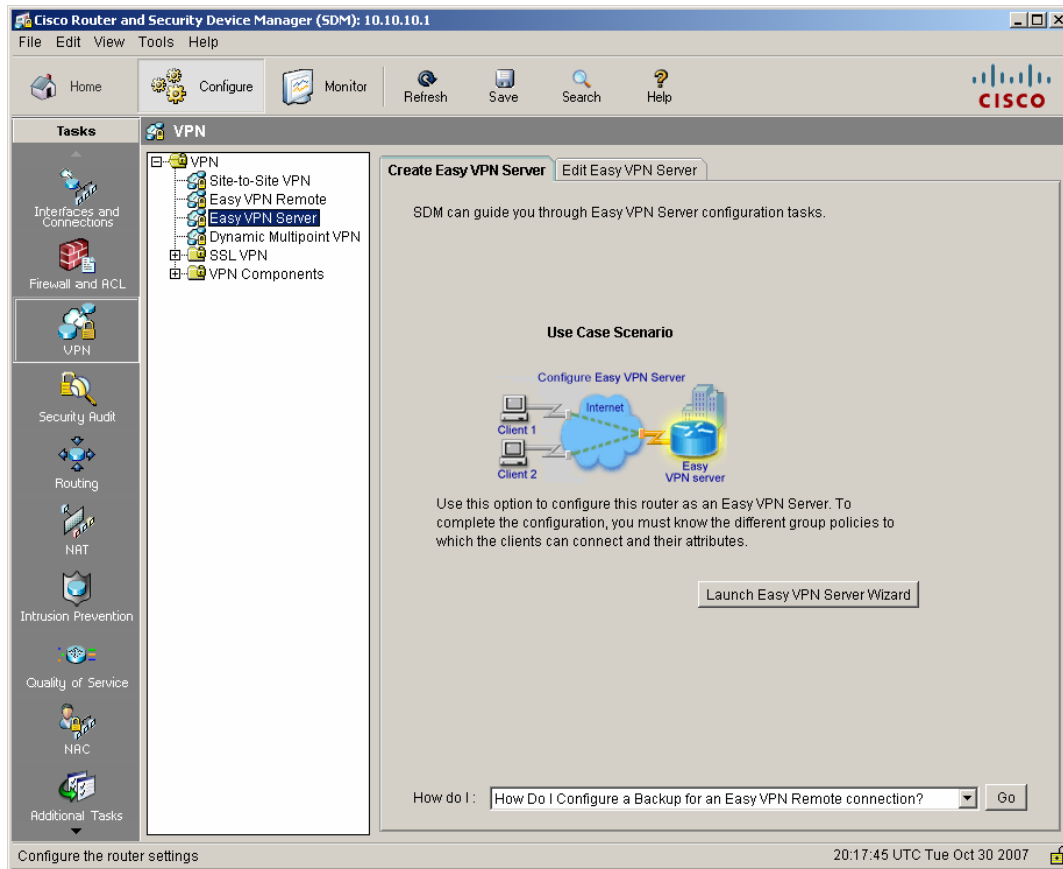 Cisco Router and Security Device Manager (SDM): 10.10.10.1
File Edit View Tools Help
Home Configure Monitor Refresh Save Search Help
CISCO
Tasks
Interfaces and
Connections
Firewall and ACL
VPN
Security Audit
Routing
NAT
Intrusion Prevention
Quality of Service
NAC
Additional Tasks
VPN
VPN
Site-to-Site VPN
Easy VPN Remote
Easy VPN Server
Dynamic Multipoint VPN
SSL VPN
VPN Components
Create Easy VPN Server Edit Easy VPN Server
SDM can guide you through Easy VPN Server configuration tasks.
Use Case Scenario
Configure Easy VPN Server
Internet
Client 1
Client 2
Easy
VPN server
Use this option to configure this router as an Easy VPN Server. To
complete the configuration, you must know the different group policies to
which the clients can connect and their attributes.
Launch Easy VPN Server Wizard
How do I : How Do I Configure a Backup for an Easy VPN Remote connection? Go
Configure the router settings 20:17:45 UTC Tue Oct 30 2007